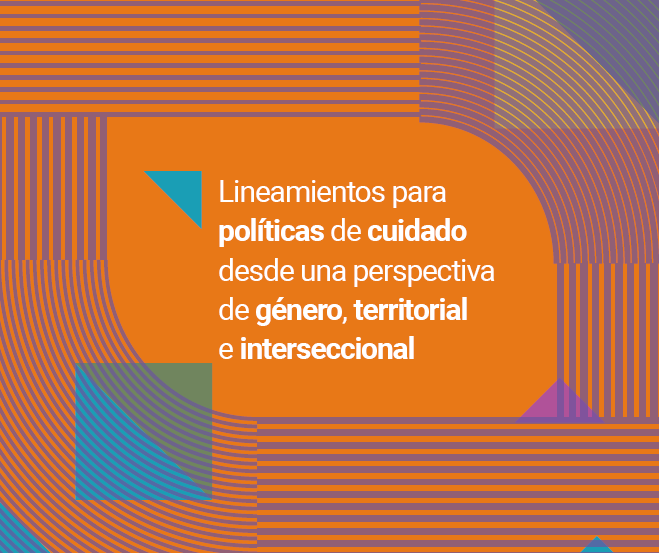 Lineamientos para
políticas de cuidado
desde una perspectiva
de género, territorial
e interseccional